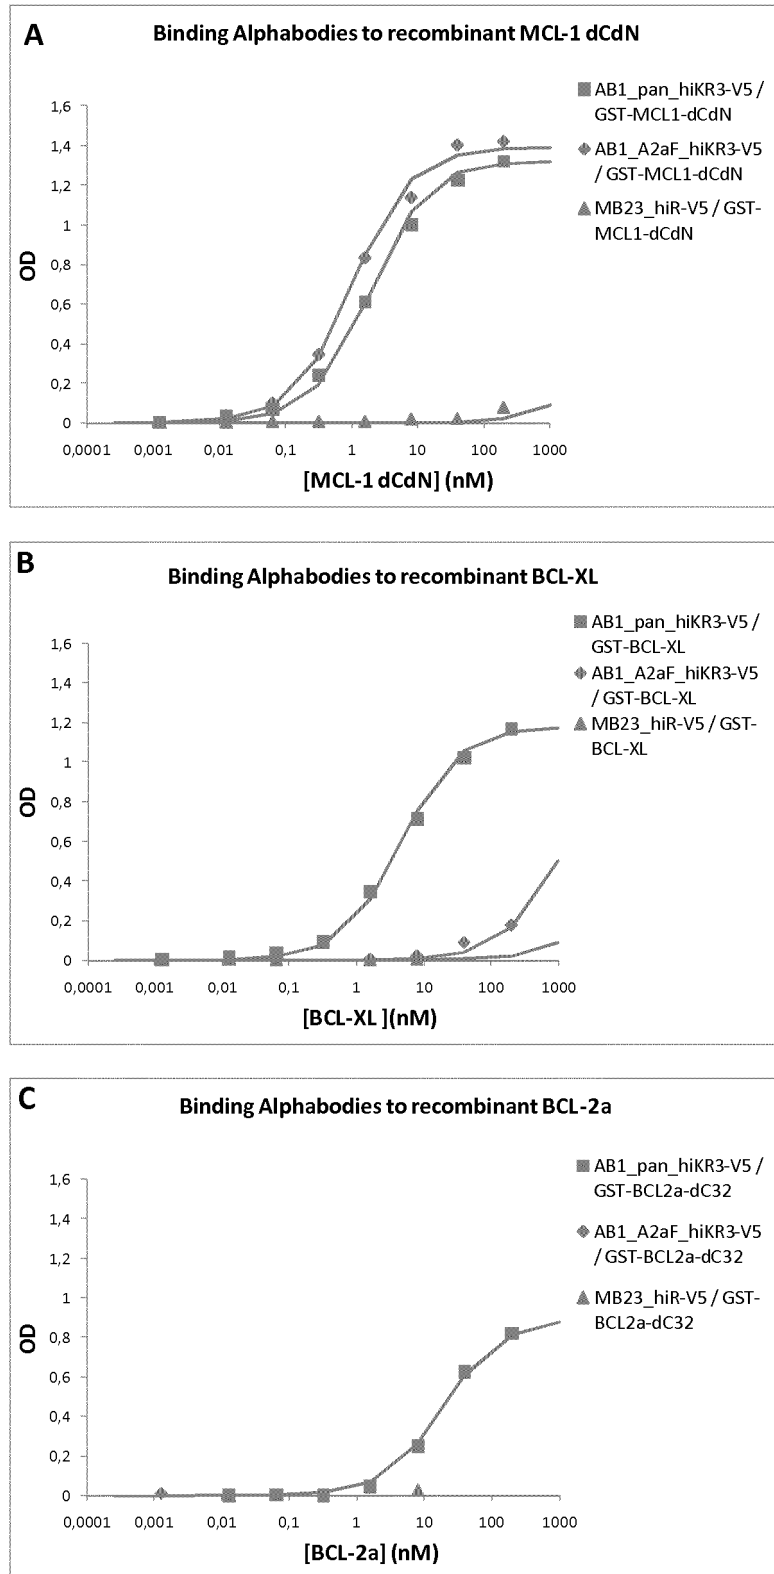 A
Binding Alphabodies to recombinant MCL-1 dCdN
AB1_pan_hiKR3-V5 /
GST-MCL1-dCdN
AB1_A2aF_hiKR3-V5
/ GST-MCL1-dCdN
MB23_hiR-V5 / GST-
MCL1-dCdN
OD
1,6
1,4
1,2
1
0,8
0,6
0,4
0,2
0
0,0001 0,001 0,01 0,1 1 10 100 1000
[MCL-1 dCdN] (nM)
B
Binding Alphabodies to recombinant BCL-XL
AB1_pan_hiKR3-V5 /
GST-BCL-XL
AB1_A2aF_hiKR3-V5
/ GST-BCL-XL
MB23_hiR-V5 / GST-
BCL-XL
OD
1,6
1,4
1,2
1
0,8
0,6
0,4
0,2
0
0,0001 0,001 0,01 0,1 1 10 100 1000
[BCL-XL ](nM)
C
Binding Alphabodies to recombinant BCL-2a
AB1_pan_hiKR3-V5 /
GST-BCL2a-dC32
AB1_A2aF_hiKR3-V5
/ GST-BCL2a-dC32
MB23_hiR-V5 / GST-
BCL2a-dC32
OD
1,6
1,4
1,2
1
0,8
0,6
0,4
0,2
0
0,0001 0,001 0,01 0,1 1 10 100 1000
[BCL-2a] (nM)